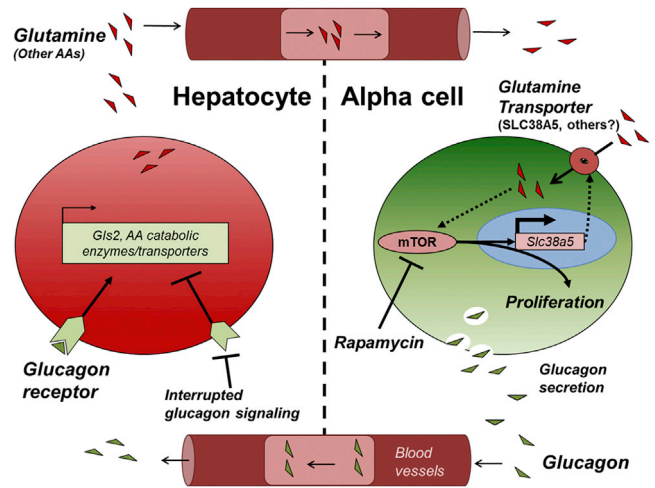 Glutamine
(Other AAs)
Hepatocyte
Alpha cell
Glutamine
Transporter
(SLC38A5, others?)
Gls2, AA catabolic
enzymes/transporters
mTOR
Slc38a5
Proliferation
Rapamycin
Glucagon
receptor
Interrupted
glucagon signaling
Glucagon
secretion
Blood
vessels
Glucagon